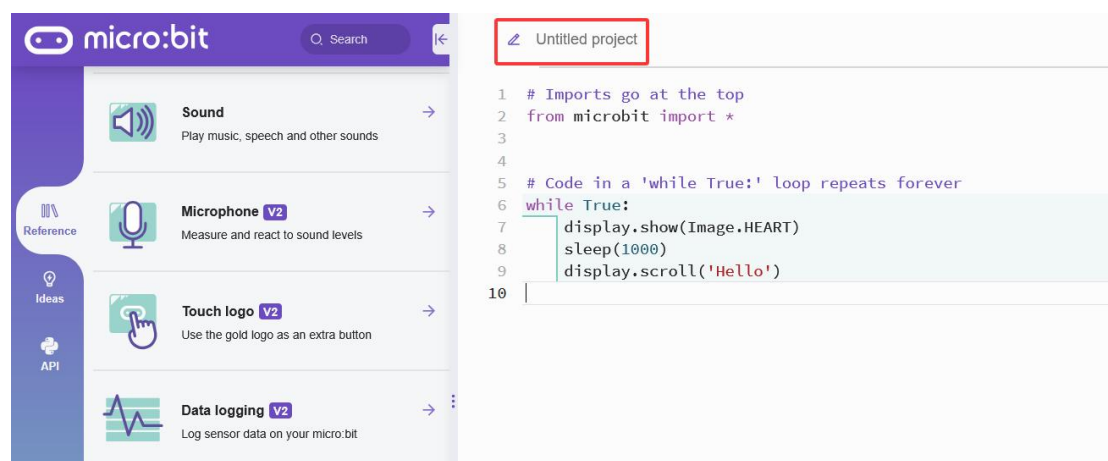 micro:bit
Search
Sound
Play music, speech and other sounds
Reference
Microphone V2
Measure and react to sound levels
Ideas
Touch logo V2
Use the gold logo as an extra button
API
Data logging V2
Log sensor data on your micro:bit
Untitled project
1 # Imports go at the top
2 from microbit import *
3
4
5 # Code in a 'while True:' loop repeats forever
6 while True:
7 display.show(Image.HEART)
8 sleep(1000)
9 display.scroll('Hello')
10